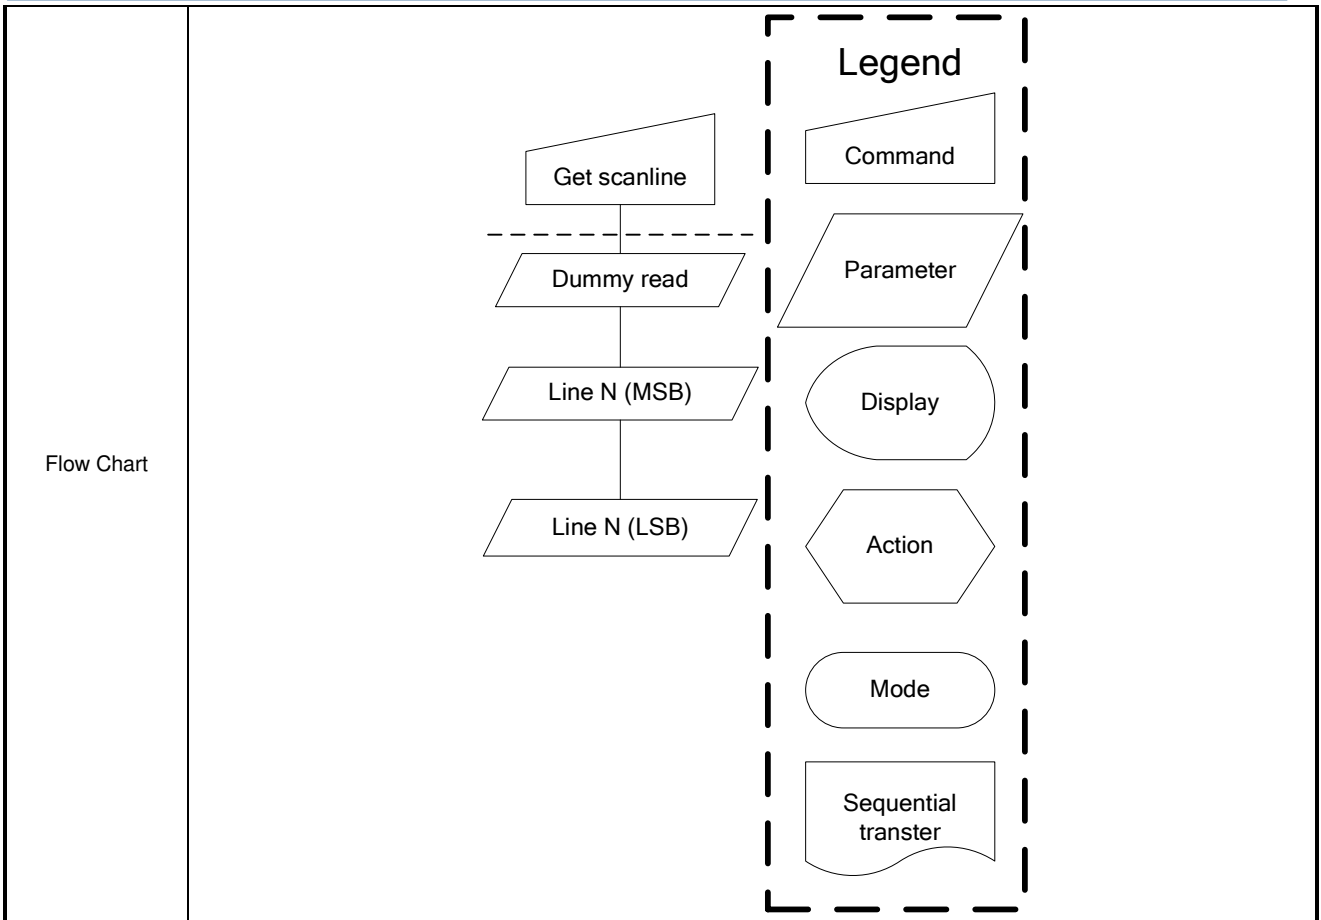 Flow Chart
Get scanline
Dummy read
Line N (MSB)
Line N (LSB)
Legend
Command
Parameter
Display
Action
Mode
Sequential
transter